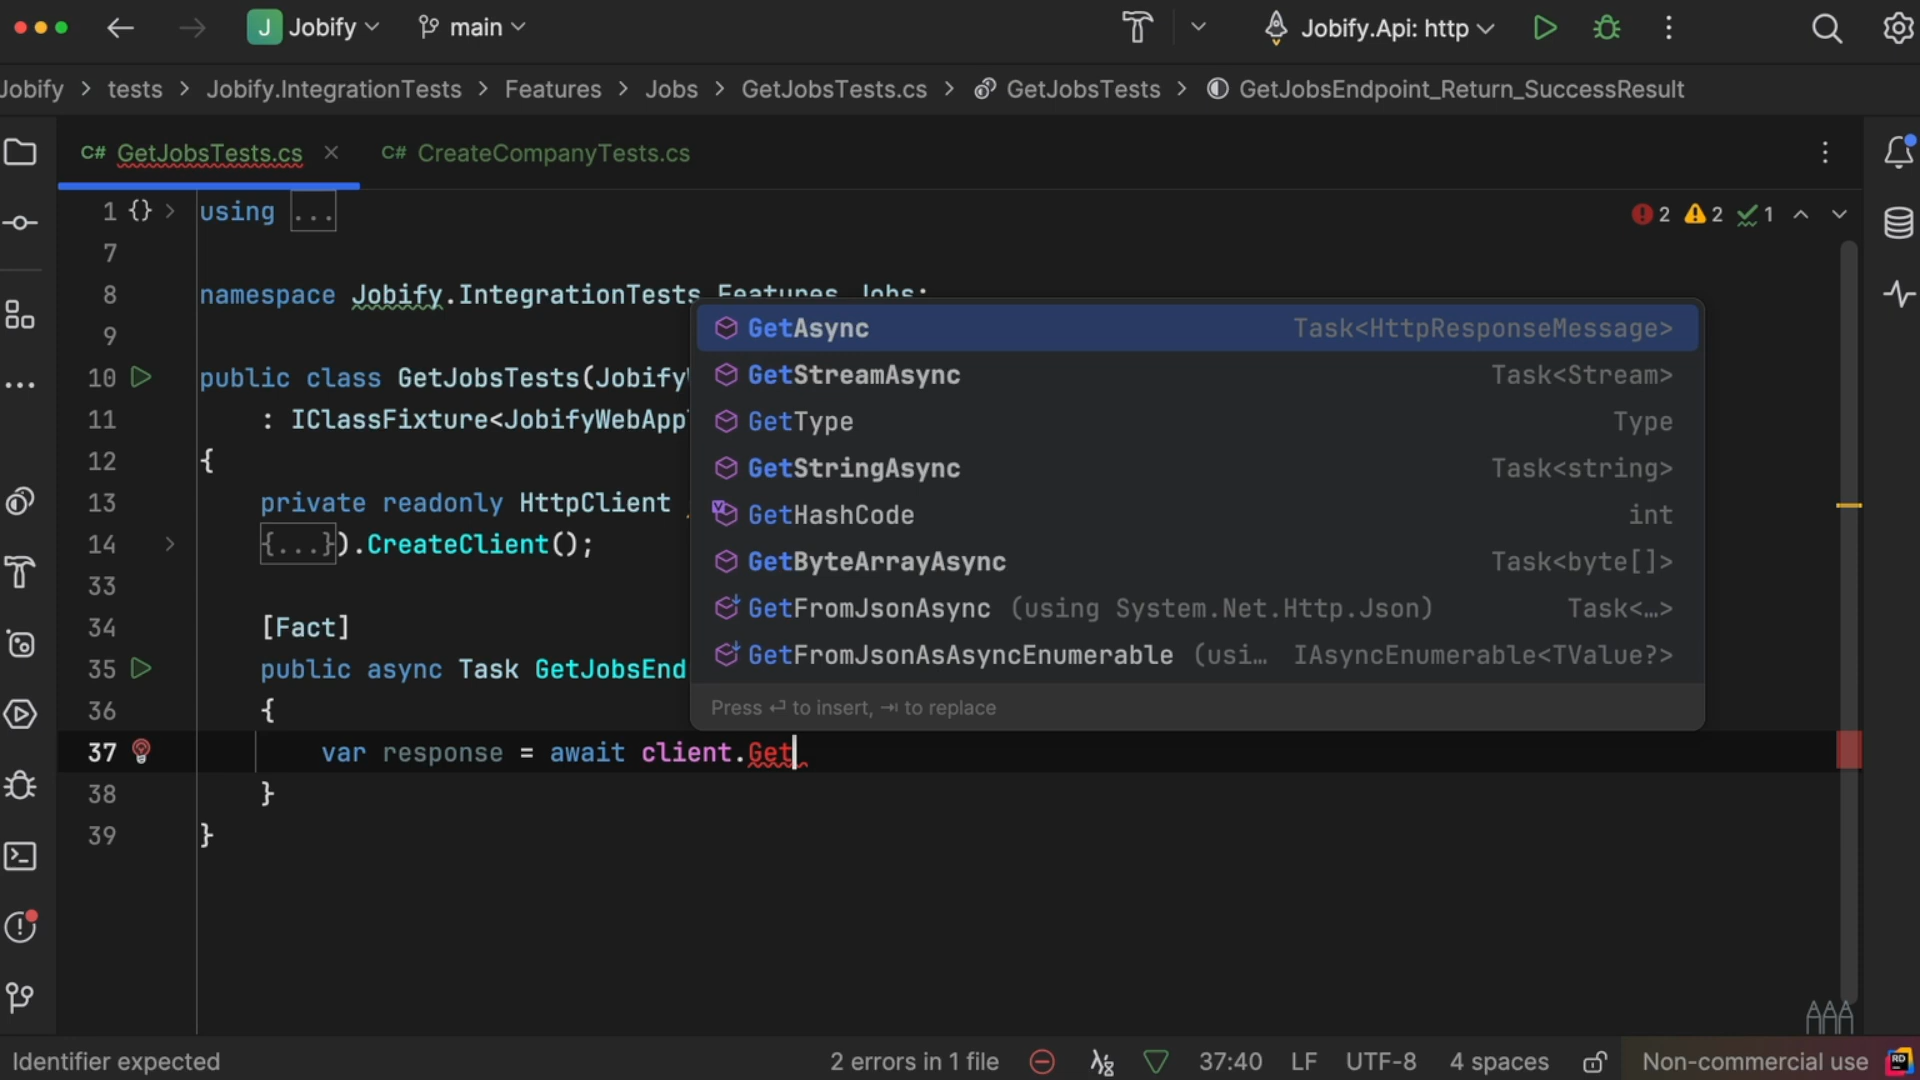 J Jobify main Jobify.Api: http
Jobify > tests > Jobify.IntegrationTests > Features > Jobs > GetJobsTests.cs > GetJobsTests > GetJobsEndpoint_Return_SuccessResult
C# GetJobsTests.cs × C# CreateCompanyTests.cs
1 {} > using ... 2 2 1
7
8 namespace Jobify.IntegrationTests.Features.Jobs;
9
GetAsync Task<HttpResponseMessage>
GetStreamAsync Task<Stream>
GetType Type
GetStringAsync Task<string>
GetHashCode int
GetByteArrayAsync Task<byte[]>
GetFromJsonAsync (using System.Net.Http.Json) Task<…>
GetFromJsonAsAsyncEnumerable (usi… IAsyncEnumerable<TValue?>
Press ⏎ to insert, ⇥ to replace
10 public class GetJobsTests(Jobify
11 : IClassFixture<JobifyWebApp
12 {
13 private readonly HttpClient
14 > {...}).CreateClient();
33
34 [Fact]
35 public async Task GetJobsEnd
36 {
37 var response = await client.Get
38 }
39 }
Identifier expected 2 errors in 1 file 37:40 LF UTF-8 4 spaces Non-commercial use RD